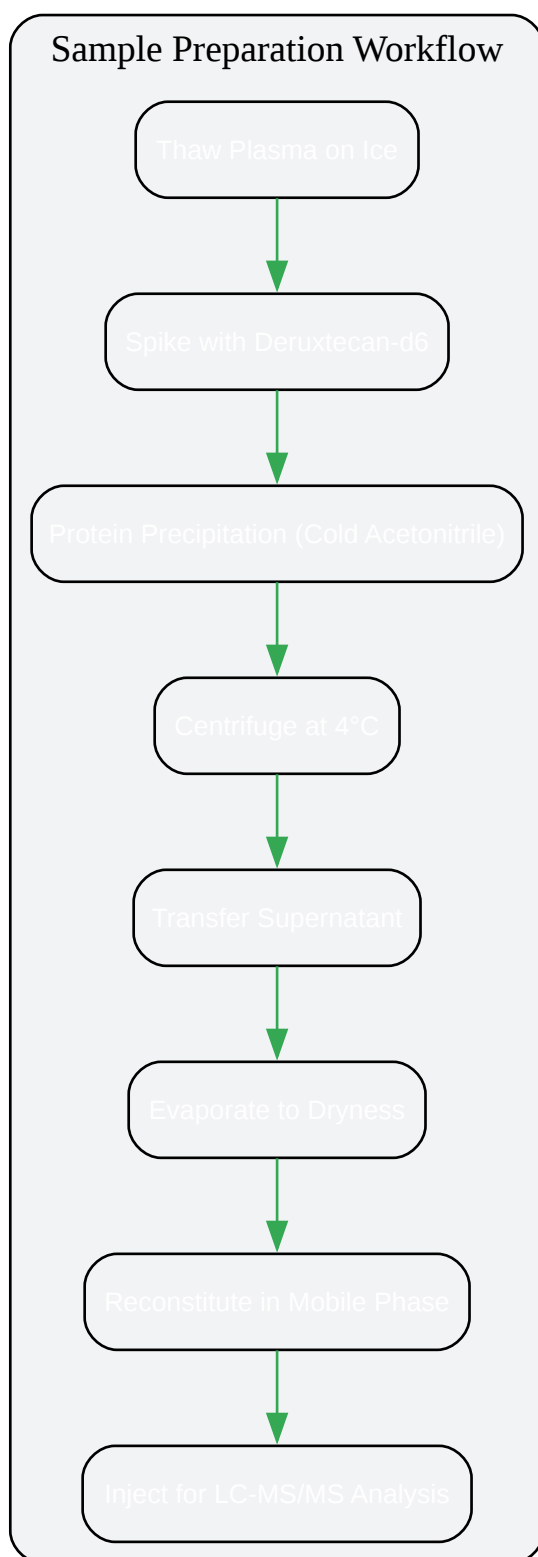 Sample Preparation Workflow
Thaw Plasma on Ice
Spike with Deruxtecan-d6
Protein Precipitation (Cold Acetonitrile)
Centrifuge at 4°C
Transfer Supernatant
Evaporate to Dryness
Reconstitute in Mobile Phase
Inject for LC-MS/MS Analysis